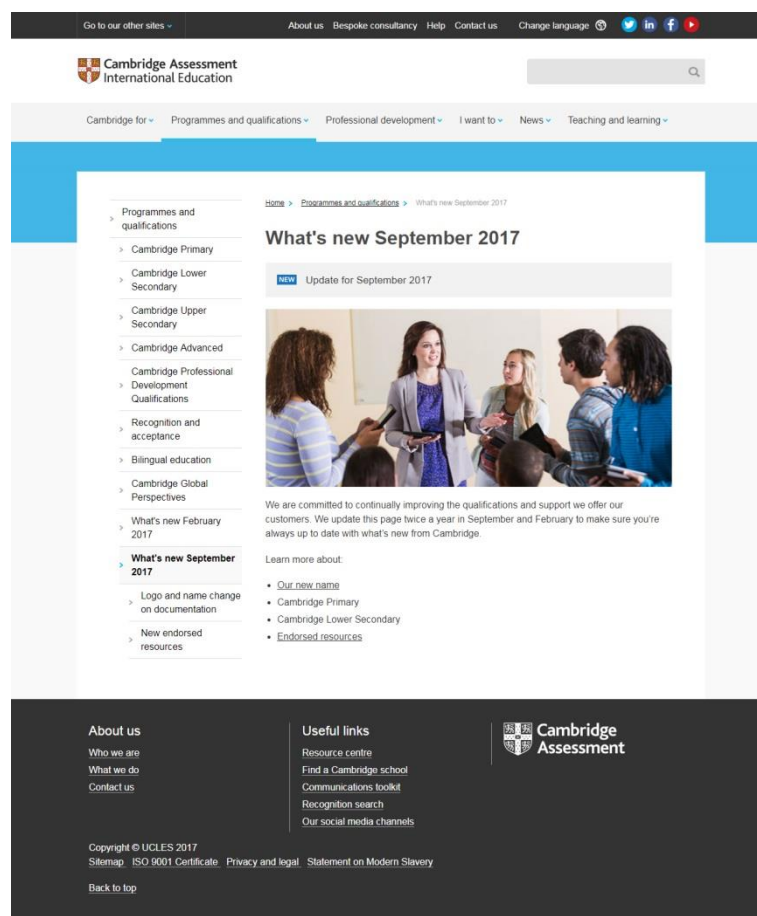 Go to our other sites
About us Bespoke consultancy Help Contact us Change language
Cambridge Assessment
International Education
Cambridge for Programmes and qualifications Professional development I want to News Teaching and learning
Home > Programmes and qualifications > What's new September 2017
Programmes and
qualifications
Cambridge Primary
Cambridge Lower
Secondary
Cambridge Upper
Secondary
Cambridge Advanced
Cambridge Professional
Development
Qualifications
Recognition and
acceptance
Bilingual education
Cambridge Global
Perspectives
What's new February
2017
What's new September
2017
Logo and name change
on documentation
New endorsed
resources
What's new September 2017
NEW Update for September 2017
We are committed to continually improving the qualifications and support we offer our
customers. We update this page twice a year in September and February to make sure you're
always up to date with what's new from Cambridge.
Learn more about:
• Our new name
• Cambridge Primary
• Cambridge Lower Secondary
• Endorsed resources
About us
Who we are
What we do
Contact us
Useful links
Resource centre
Find a Cambridge school
Communications toolkit
Recognition search
Our social media channels
Cambridge
Assessment
Copyright © UCLES 2017
Sitemap ISO 9001 Certificate Privacy and legal Statement on Modern Slavery
Back to top